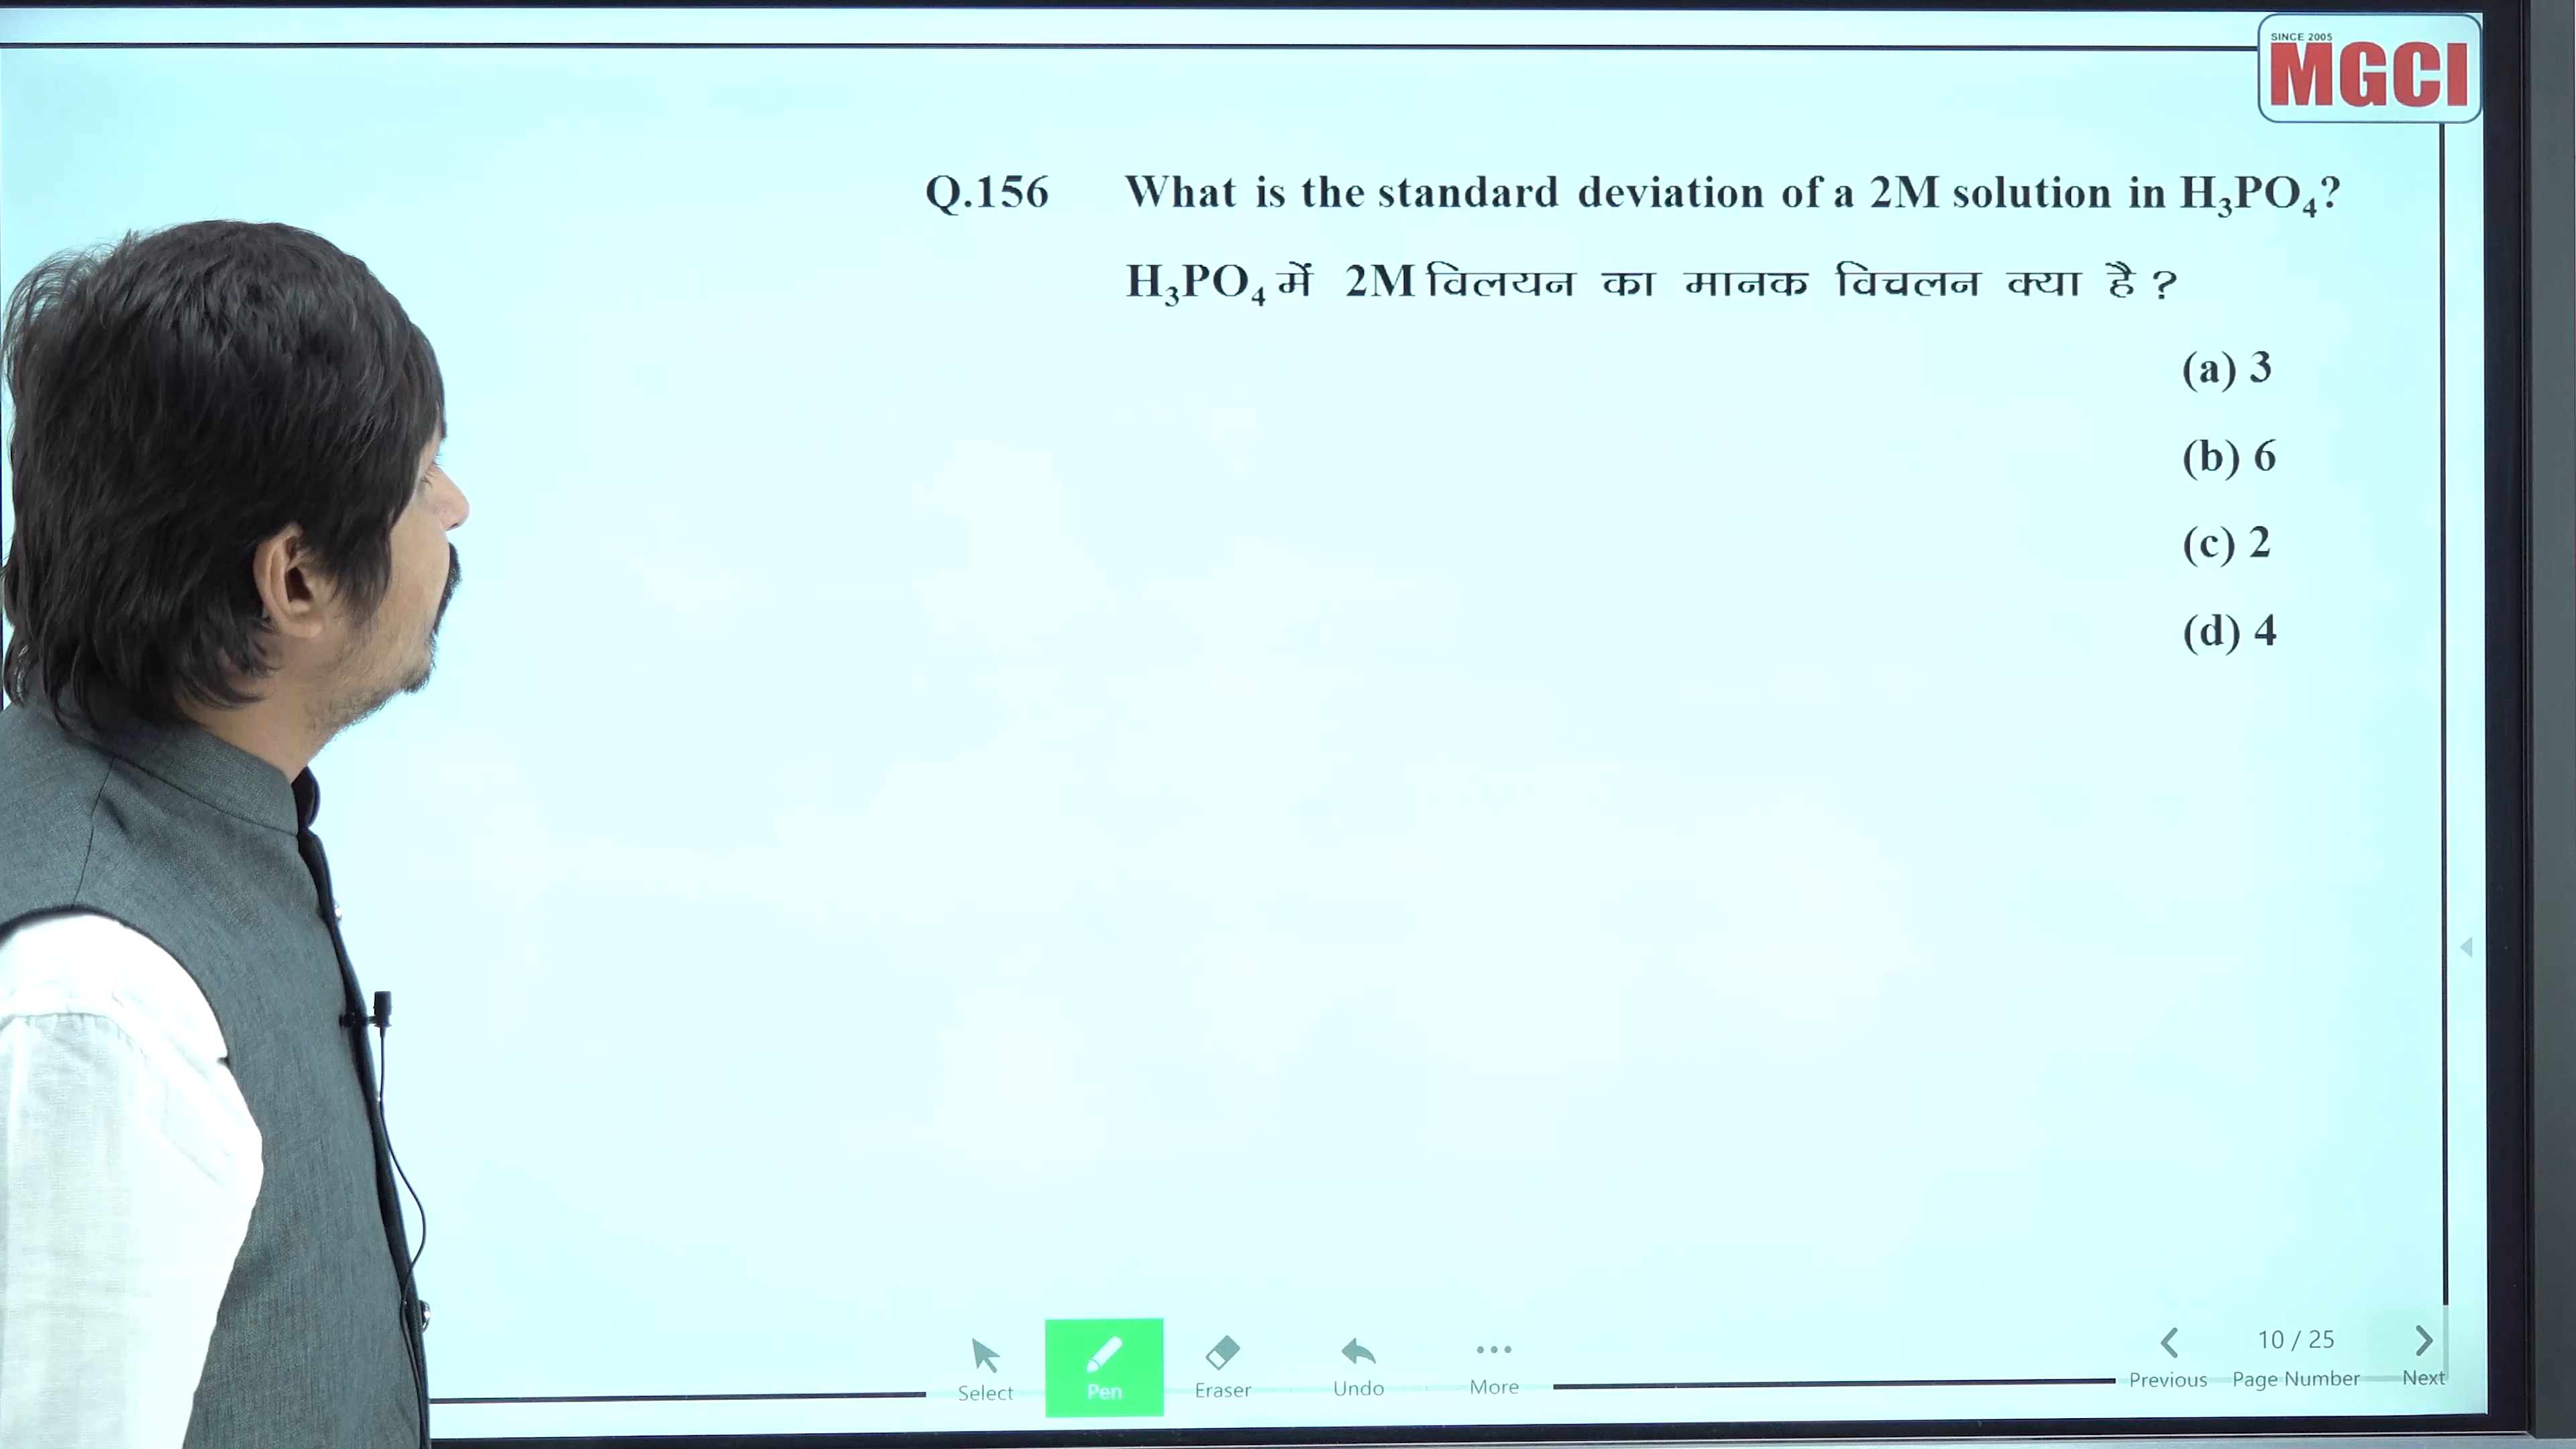 SINCE 2005
MGCI
Q.156 What is the standard deviation of a 2M solution in H₃PO₄?
H₃PO₄ में 2M विलयन का मानक विचलन क्या है ?
(a) 3
(b) 6
(c) 2
(d) 4
Select Pen Eraser Undo More
10 / 25
Previous Page Number Next